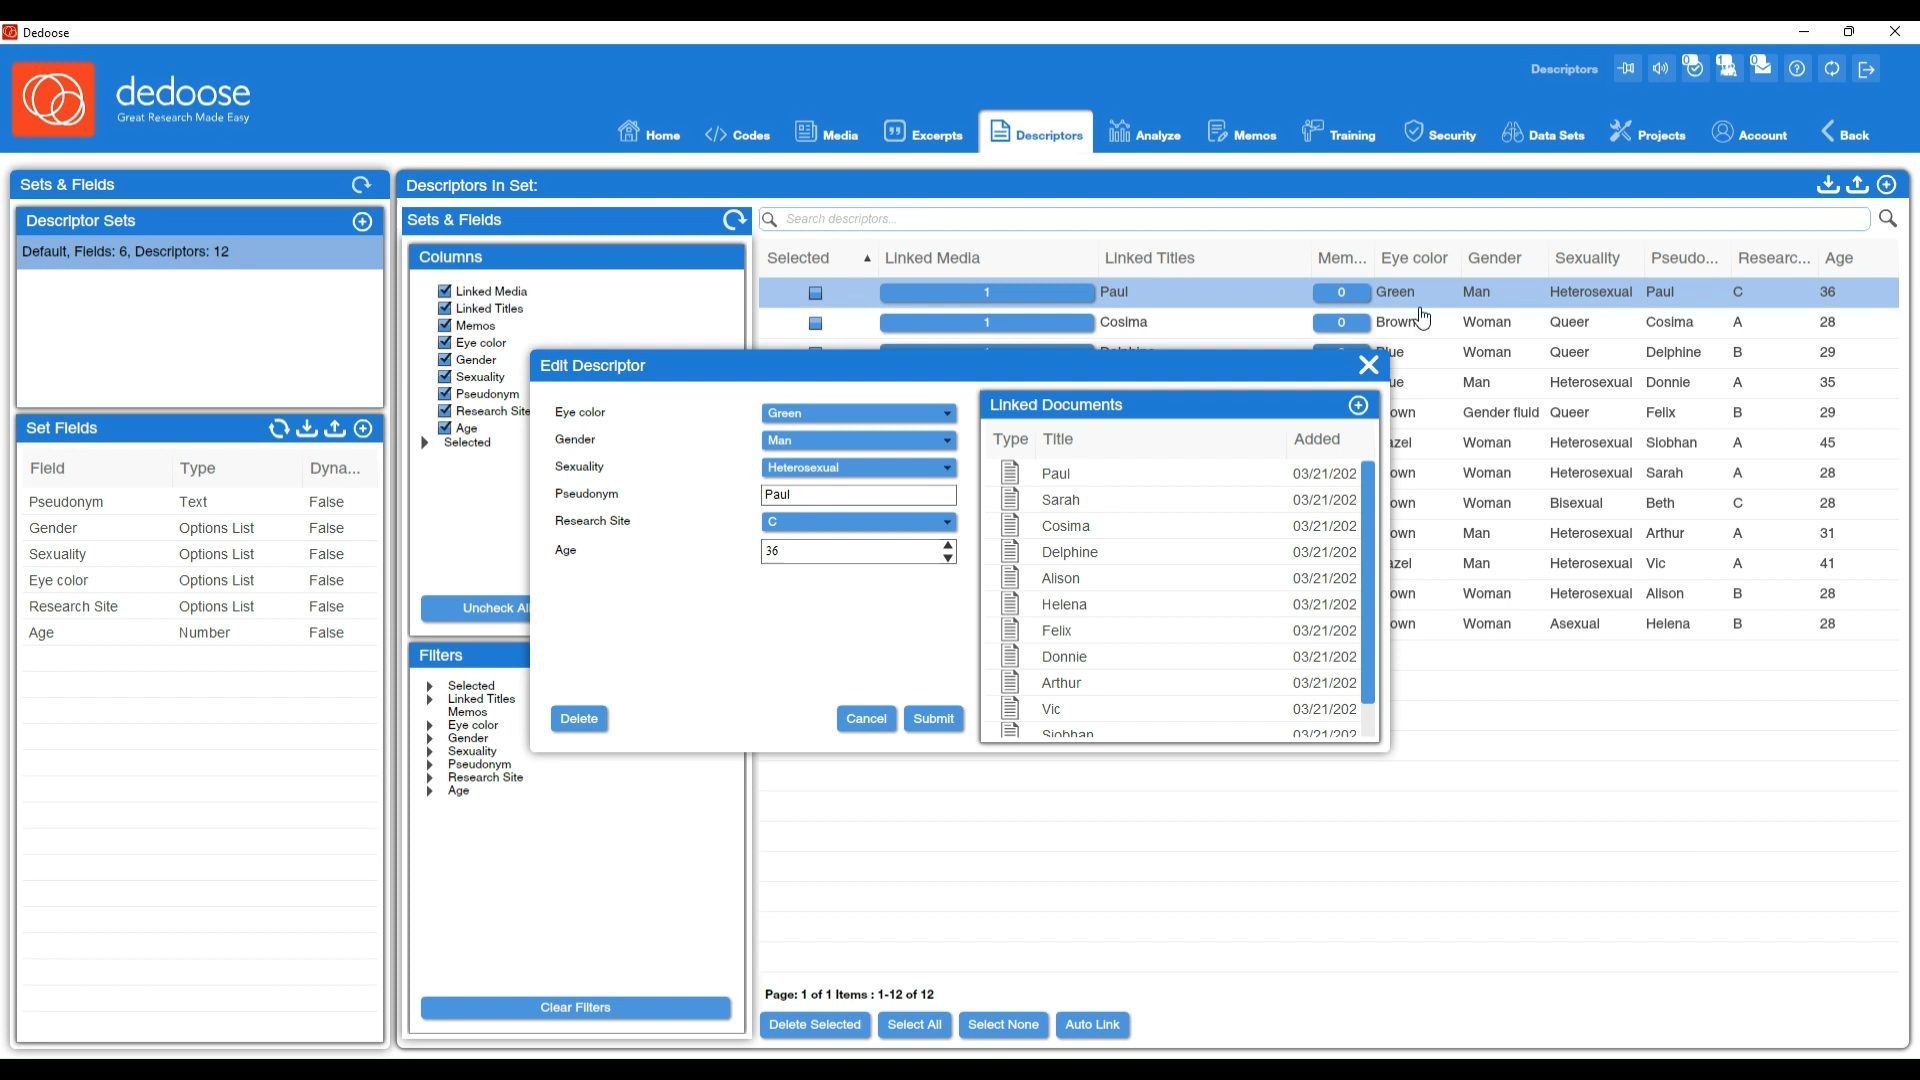 Dedoose
dedoose
Great Research Made Easy
Descriptors 0 1 0
Home Codes Media Excerpts Descriptors Analyze Memos Training Security Data Sets Projects Account Back
Sets & Fields
Descriptor Sets
Default, Fields: 6, Descriptors: 12
Set Fields
Field Type Dyna...
Pseudonym Text False
Gender Options List False
Sexuality Options List False
Eye color Options List False
Research Site Options List False
Age Number False
Descriptors In Set:
Sets & Fields
Columns
Linked Media
Linked Titles
Memos
Eye color
Gender
Sexuality
Pseudonym
Research Site
Age
Selected
Uncheck All
Filters
Selected
Linked Titles
Memos
Eye color
Gender
Sexuality
Pseudonym
Research Site
Age
Clear Filters
Search descriptors...
Selected Linked Media Linked Titles Mem... Eye color Gender Sexuality Pseudo... Researc... Age
1 Paul 0 Green Man Heterosexual Paul C 36
1 Cosima 0 Brown Woman Queer Cosima A 28
ue Woman Queer Delphine B 29
ue Man Heterosexual Donnie A 35
own Gender fluid Queer Felix B 29
zel Woman Heterosexual Siobhan A 45
own Woman Heterosexual Sarah A 28
own Woman Bisexual Beth C 28
own Man Heterosexual Arthur A 31
zel Man Heterosexual Vic A 41
own Woman Heterosexual Alison B 28
own Woman Asexual Helena B 28
Edit Descriptor
Eye color Green
Gender Man
Sexuality Heterosexual
Pseudonym Paul
Research Site C
Age 36
Delete Cancel Submit
Linked Documents
Type Title Added
Paul 03/21/202
Sarah 03/21/202
Cosima 03/21/202
Delphine 03/21/202
Alison 03/21/202
Helena 03/21/202
Felix 03/21/202
Donnie 03/21/202
Arthur 03/21/202
Vic 03/21/202
Siobhan 03/21/202
Page: 1 of 1 Items : 1-12 of 12
Delete Selected Select All Select None Auto Link